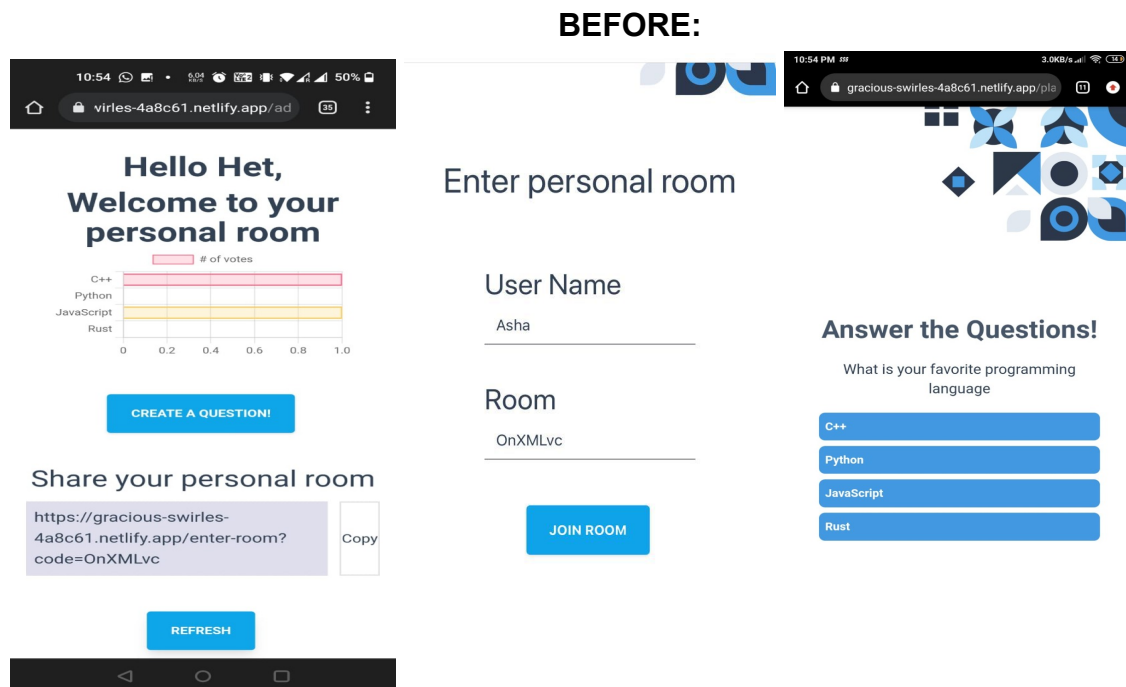 BEFORE:
10:54 50%
virles-4a8c61.netlify.app/ad 35
Hello Het,
Welcome to your
personal room
# of votes
C++
Python
JavaScript
Rust
0 0.2 0.4 0.6 0.8 1.0
CREATE A QUESTION!
Share your personal room
https://gracious-swirles-
4a8c61.netlify.app/enter-room?
code=OnXMLvc
Copy
REFRESH
Enter personal room
User Name
Asha
Room
OnXMLvc
JOIN ROOM
10:54 PM 3.0KB/s 14
gracious-swirles-4a8c61.netlify.app/pla 11
Answer the Questions!
What is your favorite programming
language
C++
Python
JavaScript
Rust